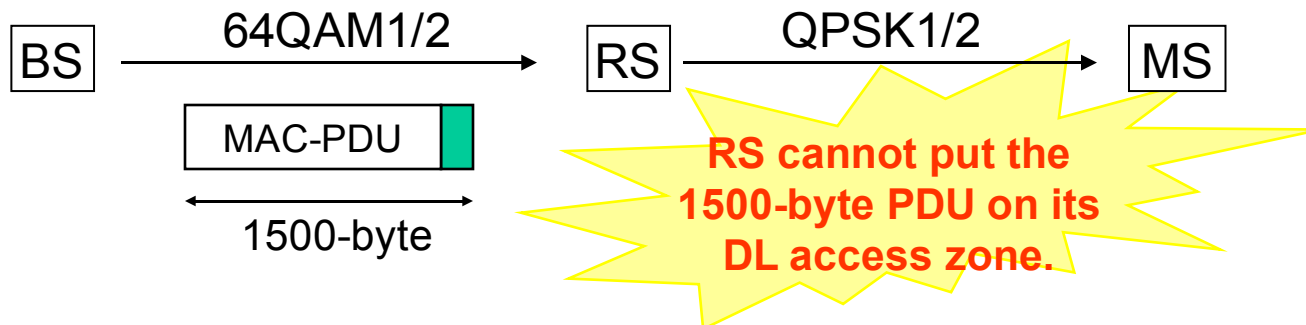 64QAM1/2
QPSK1/2
BS
RS
MS
MAC-PDU
1500-byte
RS cannot put the
1500-byte PDU on its
DL access zone.